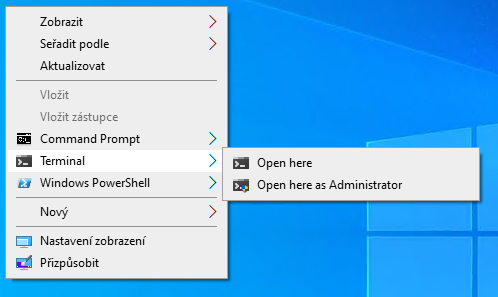 Zobrazit
Seřadit podle
Aktualizovat
Vložit
Vložit zástupce
Command Prompt
Terminal
Open here
Open here as Administrator
Windows PowerShell
Nový
Nastavení zobrazení
Přizpůsobit